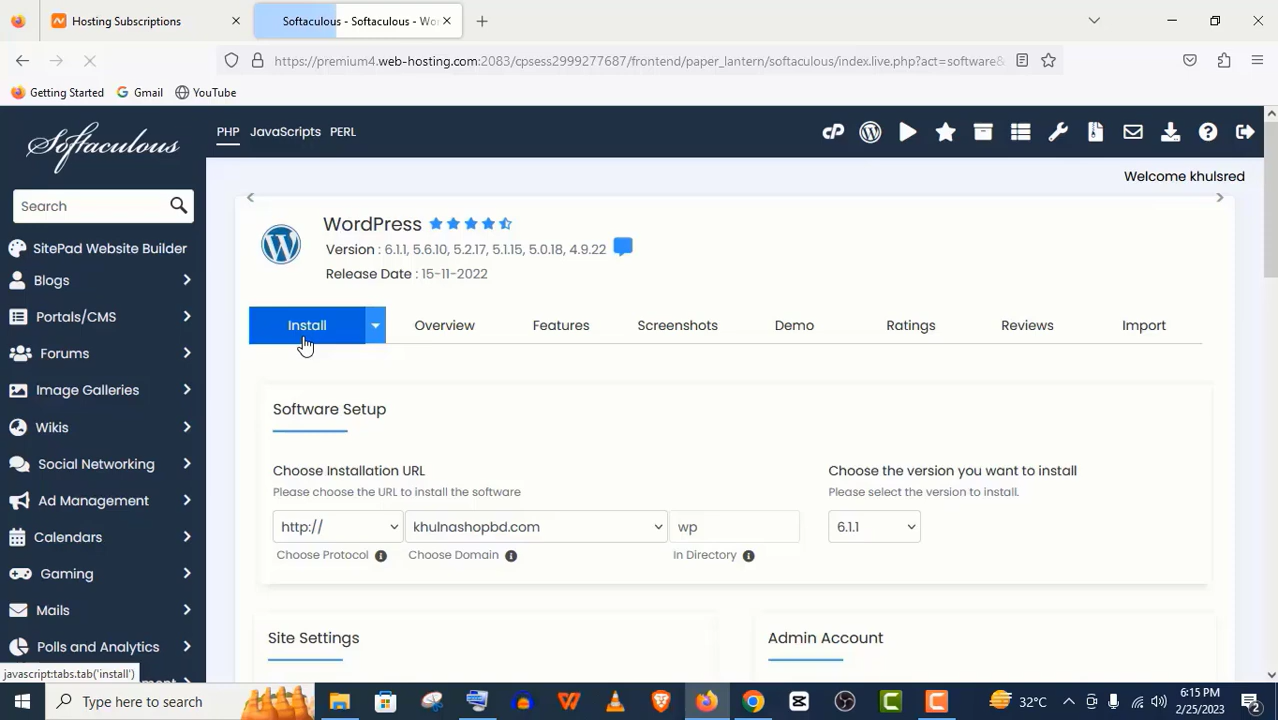 Hosting Subscriptions
Softaculous - Softaculous - Wo
https://premium4.web-hosting.com:2083/cpsess2999277687/frontend/paper_lantern/softaculous/index.live.php?act=software&
Getting Started Gmail YouTube
Softaculous
PHP JavaScripts PERL
cP
Welcome khulsred
Search
SitePad Website Builder
Blogs
Portals/CMS
Forums
Image Galleries
Wikis
Social Networking
Ad Management
Calendars
Gaming
Mails
Polls and Analytics
WordPress
Version : 6.1.1, 5.6.10, 5.2.17, 5.1.15, 5.0.18, 4.9.22
Release Date : 15-11-2022
Install Overview Features Screenshots Demo Ratings Reviews Import
Software Setup
Choose Installation URL
Please choose the URL to install the software
http:// khulnashopbd.com wp
Choose Protocol Choose Domain In Directory
Choose the version you want to install
Please select the version to install.
6.1.1
Site Settings
Admin Account
javascript:tabs.tab('install')
Type here to search
32°C
6:15 PM
2/25/2023
2